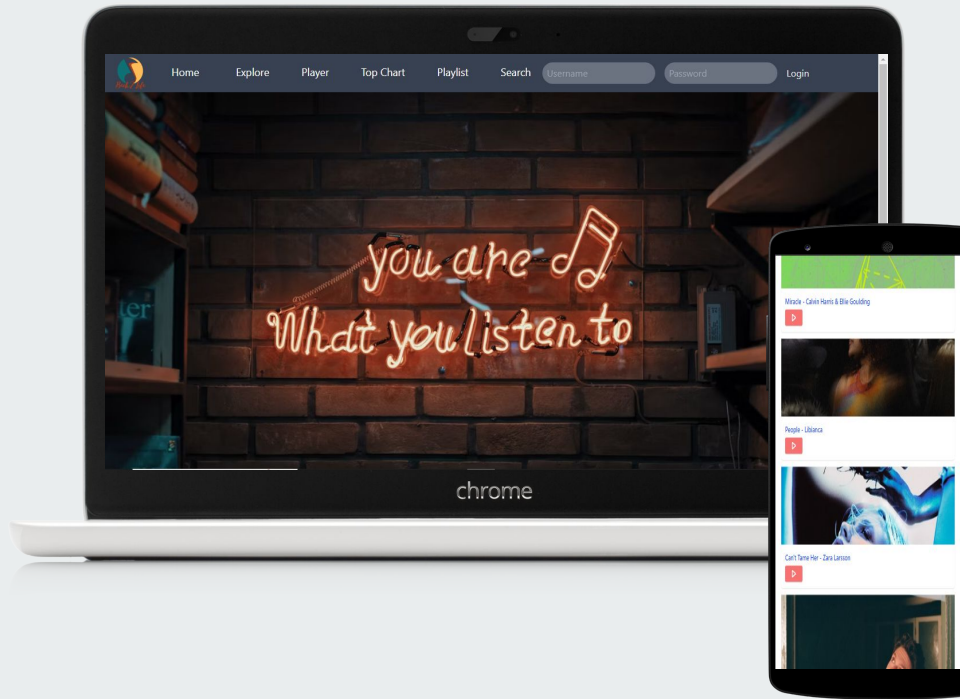 Home Explore Player Top Chart Playlist Search Username Password Login
you are
What you listen to
chrome
Miracle - Calvin Harris & Ellie Goulding
People - Libianca
Can't Tame Her - Zara Larsson